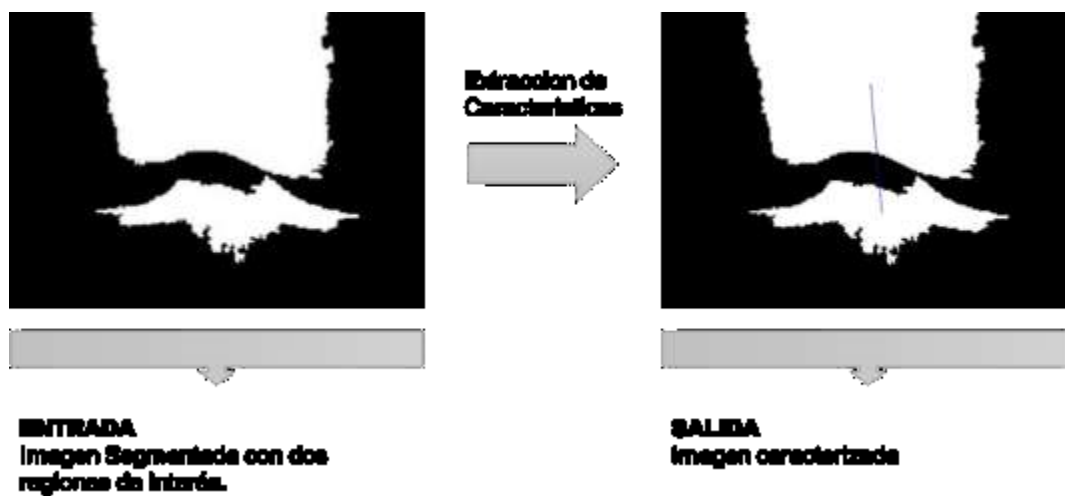 Extraccion de
Caracteristicas
ENTRADA
Imagen Segmentada con dos
regiones de interés.
SALIDA
Imagen caracterizada